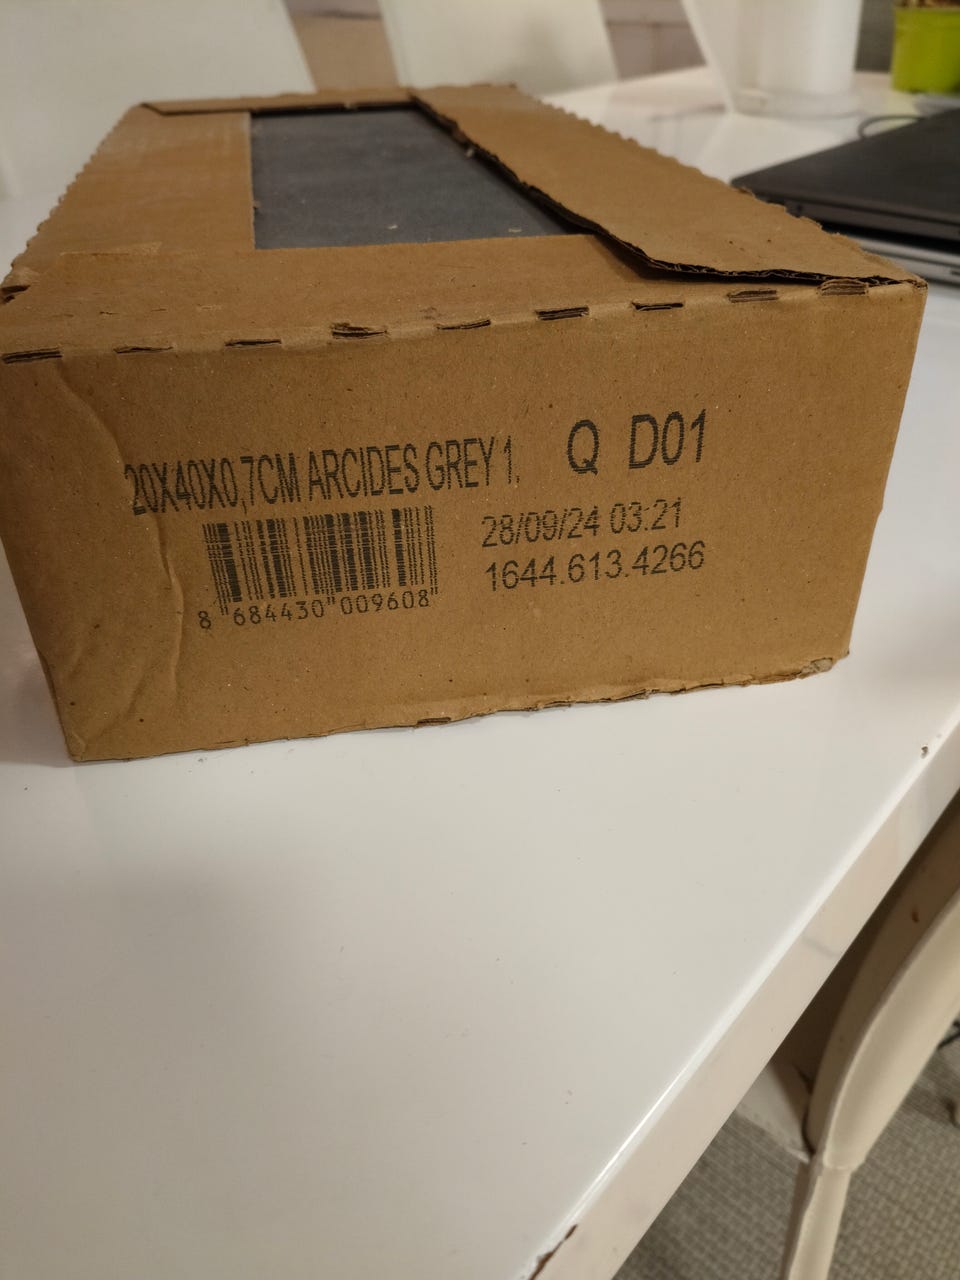 20X40X0,7CM ARCIDES GREY 1.
Q D01
28/09/24 03:21
1644.613.4266
8 "684430"009608"